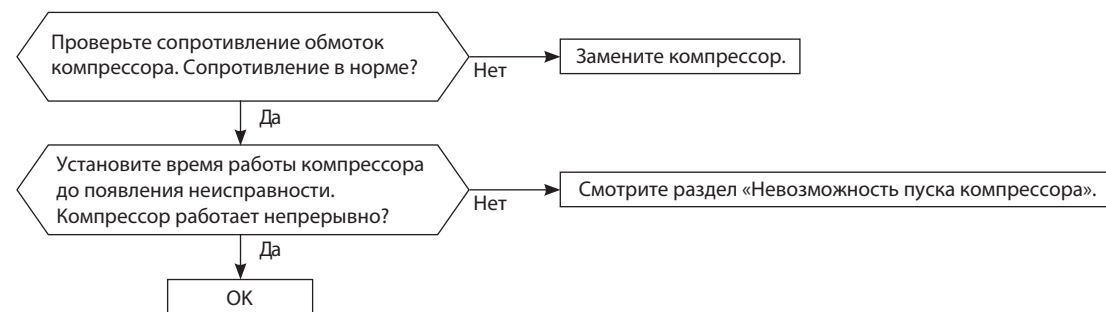 Проверьте сопротивление обмоток
компрессора. Сопротивление в норме?
Нет
Замените компрессор.
Да
Установите время работы компрессора
до появления неисправности.
Компрессор работает непрерывно?
Нет
Смотрите раздел «Невозможность пуска компрессора».
Да
OK